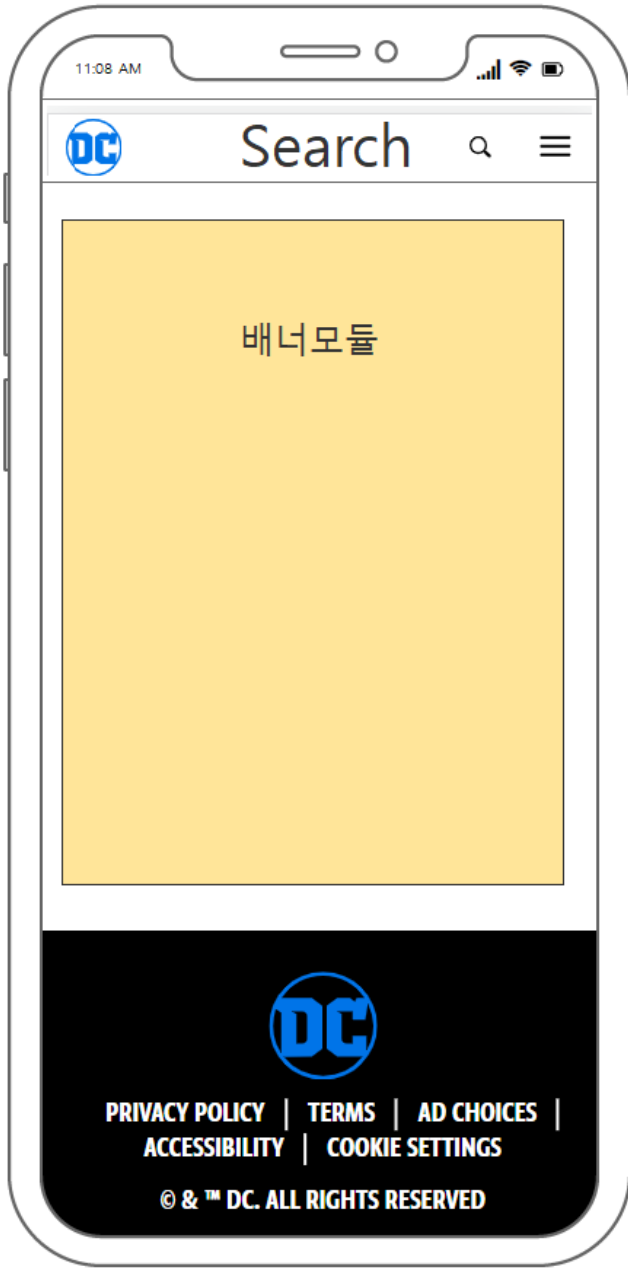 11:08 AM
DC Search
배너모듈
DC
PRIVACY POLICY | TERMS | AD CHOICES |
ACCESSIBILITY | COOKIE SETTINGS
© & ™ DC. ALL RIGHTS RESERVED